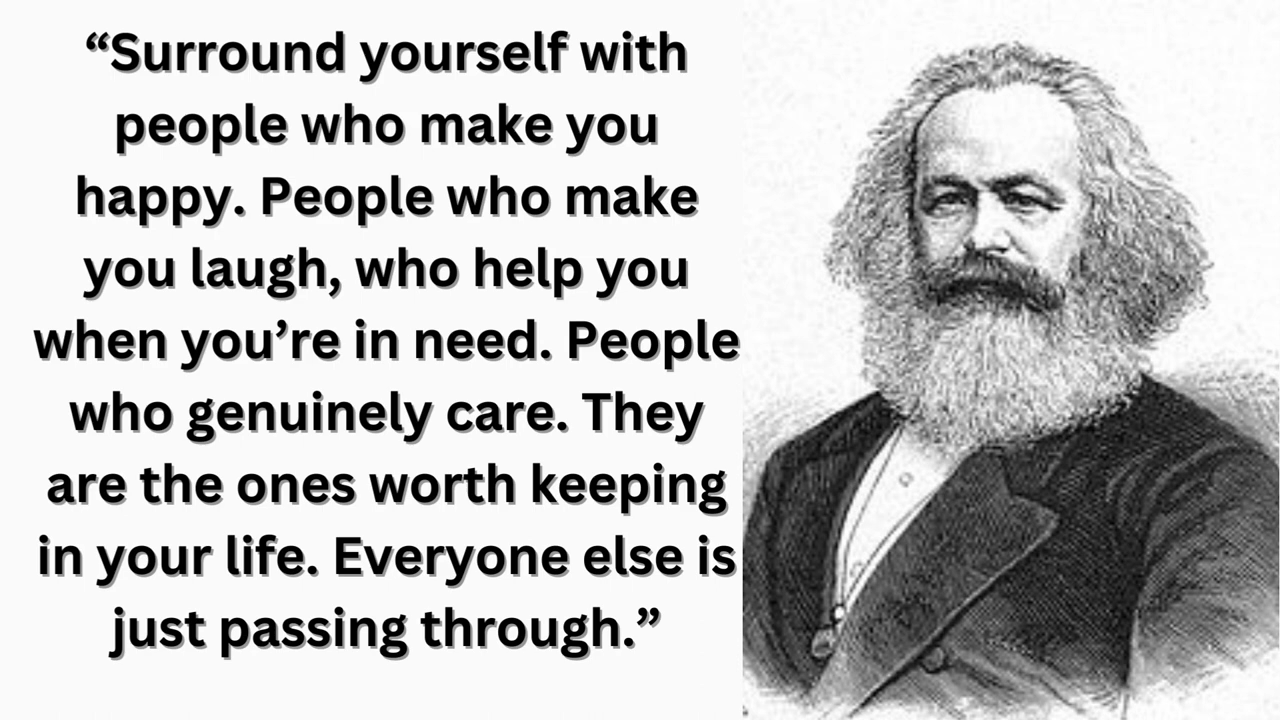 “Surround yourself with
people who make you
happy. People who make
you laugh, who help you
when you’re in need. People
who genuinely care. They
are the ones worth keeping
in your life. Everyone else is
just passing through.”